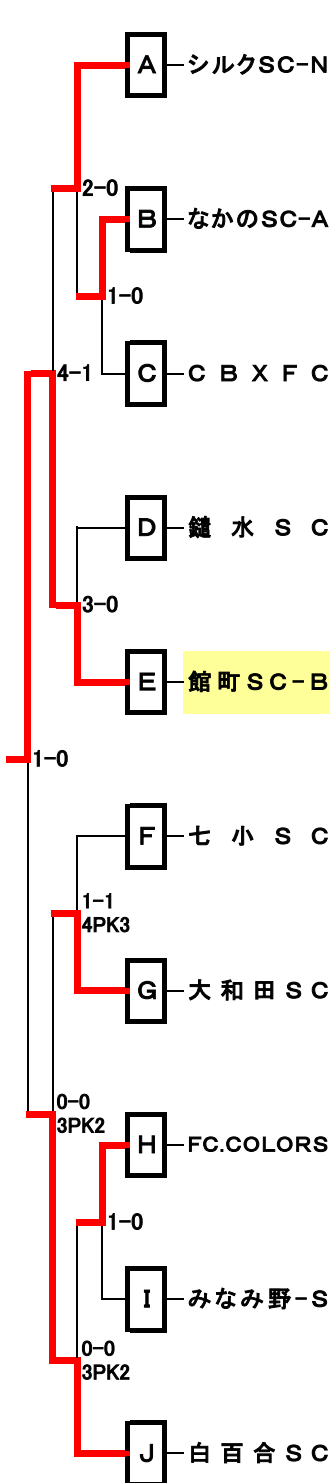 A シルクSC-N
2-0
B なかのSC-A
1-0
C CBXFC
4-1
D 鑓水SC
3-0
E 館町SC-B
1-0
F 七小SC
1-1
4PK3
G 大和田SC
0-0
3PK2
H FC.COLORS
1-0
I みなみ野-S
0-0
3PK2
J 白百合SC